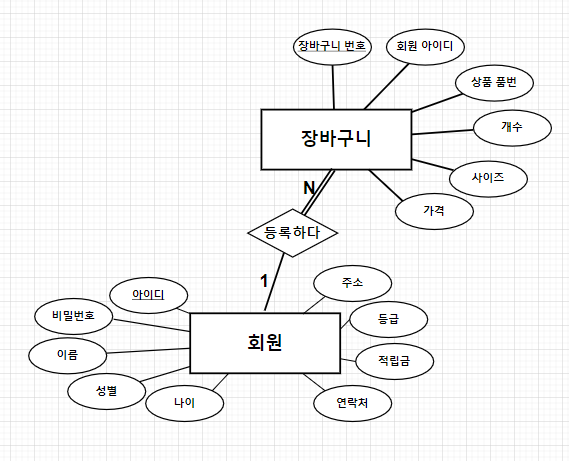 장바구니 번호
회원 아이디
상품 품번
개수
사이즈
가격
장바구니
N
등록하다
1
아이디
비밀번호
이름
성별
나이
회원
주소
등급
적립금
연락처